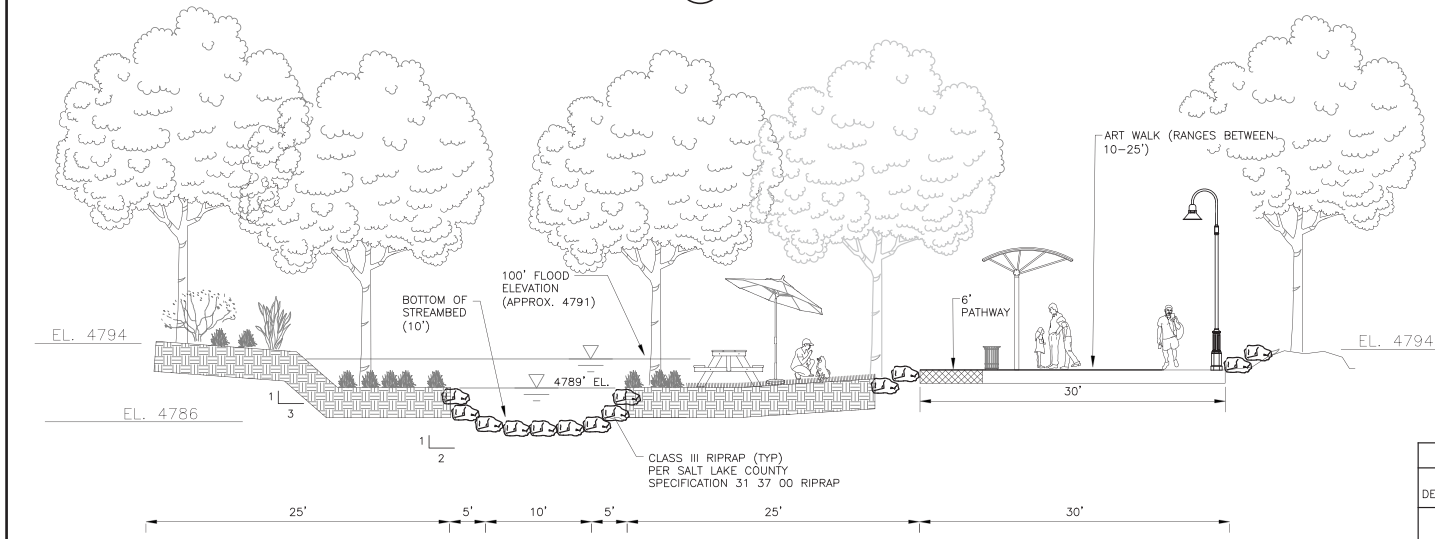 ART WALK (RANGES BETWEEN
10-25')
100' FLOOD
ELEVATION
(APPROX. 4791)
BOTTOM OF
STREAMBED
(10')
6'
PATHWAY
EL. 4794
EL. 4794
4789' EL.
1
3
30'
EL. 4786
1
2
CLASS III RIPRAP (TYP)
PER SALT LAKE COUNTY
SPECIFICATION 31 37 00 RIPRAP
25' 5' 10' 5' 25' 30'